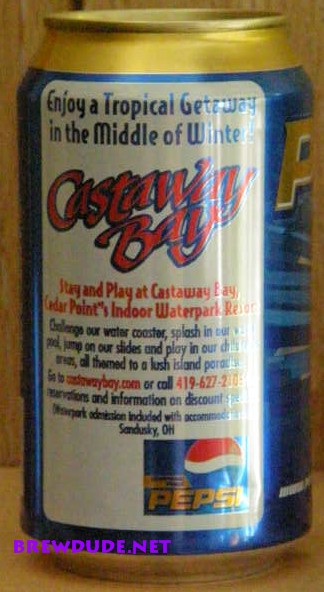 Enjoy a Tropical Getaway
in the Middle of Winter!
Castaway
Bay
Stay and Play at Castaway Bay,
Cedar Point's Indoor Waterpark Resort
Challenge our water coaster, splash in our
pool, jump on our slides and play in our
areas, all themed to a lush island
Go to castawaybay.com or call 419-627-
reservations and information on discount
(Waterpark admission included with
Sandusky, OH
PEPSI
BREWDUDE.NET